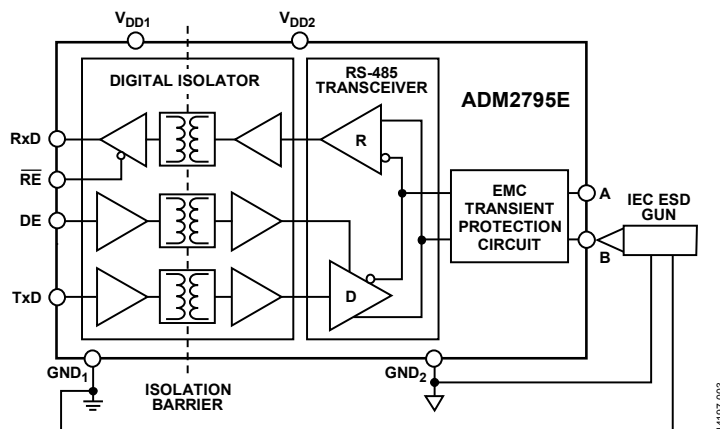 VDD1
VDD2
DIGITAL ISOLATOR
RS-485
TRANSCEIVER
ADM2795E
RxD
R
RE
EMC
TRANSIENT
PROTECTION
CIRCUIT
A
IEC ESD
GUN
DE
B
TxD
D
GND1
GND2
ISOLATION
BARRIER